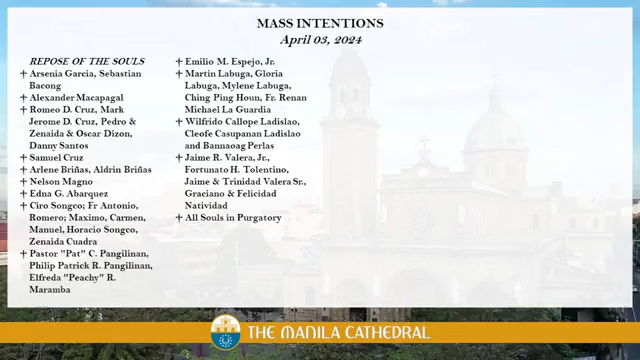 MASS INTENTIONS
April 03, 2024
REPOSE OF THE SOULS
✝ Arsenia Garcia, Sebastian
Bacong
✝ Alexander Macapagal
✝ Romeo D. Cruz, Mark
Jerome D. Cruz, Pedro &
Zenaida & Oscar Dizon,
Danny Santos
✝ Samuel Cruz
✝ Arlene Briñas, Aldrin Briñas
✝ Nelson Magno
✝ Edna G. Abarquez
✝ Ciro Songco; Fr Antonio,
Romero; Maximo, Carmen,
Manuel, Horacio Songco,
Zenaida Cuadra
✝ Pastor "Pat" C. Pangilinan,
Philip Patrick R. Pangilinan,
Elfreda "Peachy" R.
Maramba
✝ Emilio M. Espejo, Jr.
✝ Martin Labuga, Gloria
Labuga, Mylene Labuga,
Ching Ping Houn, Fr. Renan
Michael La Guardia
✝ Wilfrido Callope Ladislao,
Cleofe Casupanan Ladislao
and Bannaoag Perlas
✝ Jaime R. Valera, Jr.,
Fortunato H. Tolentino,
Jaime & Trinidad Valera Sr.,
Graciano & Felicidad
Natividad
✝ All Souls in Purgatory
THE MANILA CATHEDRAL